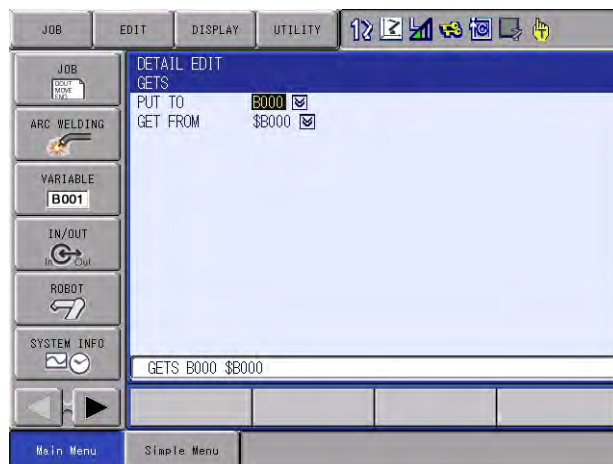 JOB EDIT DISPLAY UTILITY
JOB
DOUT
MOVE
END
ARC WELDING
VARIABLE
B001
IN/OUT
In Out
ROBOT
SYSTEM INFO
DETAIL EDIT
GETS
PUT TO B000
GET FROM $B000
GETS B000 $B000
Main Menu Simple Menu